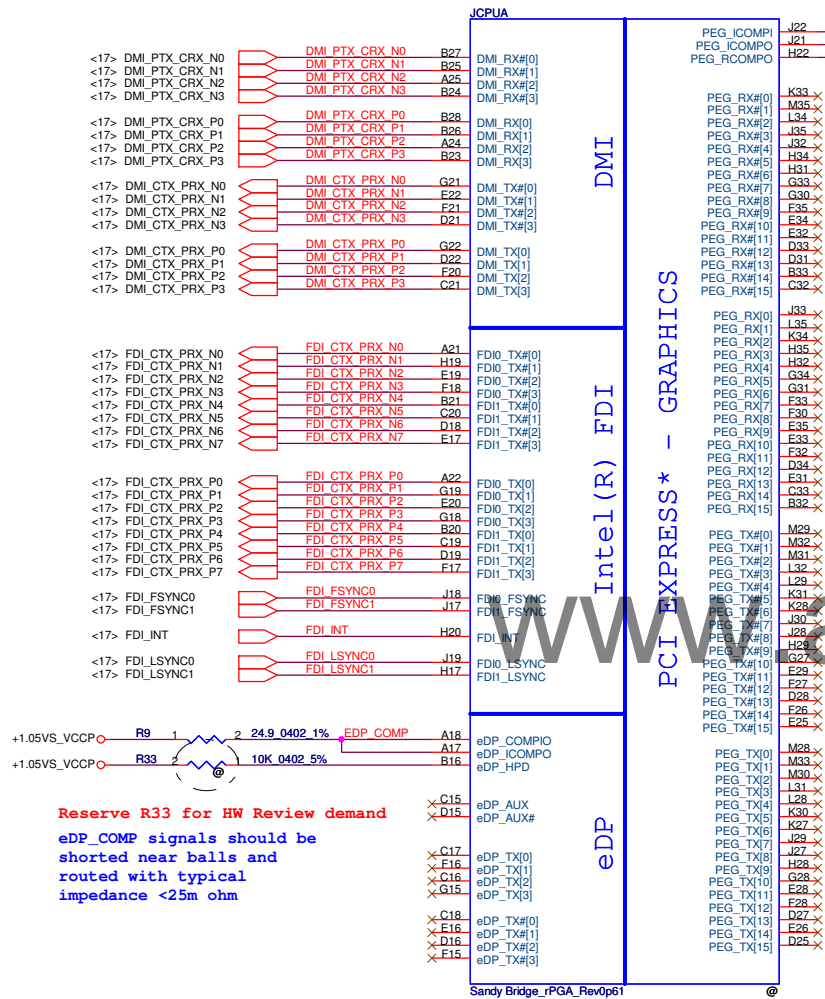 JCPUA
<17> DMI_PTX_CRX_N0 DMI_PTX_CRX_N0 B27 DMI_RX#[0]
<17> DMI_PTX_CRX_N1 DMI_PTX_CRX_N1 B25 DMI_RX#[1]
<17> DMI_PTX_CRX_N2 DMI_PTX_CRX_N2 A25 DMI_RX#[2]
<17> DMI_PTX_CRX_N3 DMI_PTX_CRX_N3 B24 DMI_RX#[3]
<17> DMI_PTX_CRX_P0 DMI_PTX_CRX_P0 B28 DMI_RX[0]
<17> DMI_PTX_CRX_P1 DMI_PTX_CRX_P1 B26 DMI_RX[1]
<17> DMI_PTX_CRX_P2 DMI_PTX_CRX_P2 A24 DMI_RX[2]
<17> DMI_PTX_CRX_P3 DMI_PTX_CRX_P3 B23 DMI_RX[3]
<17> DMI_CTX_PRX_N0 DMI_CTX_PRX_N0 G21 DMI_TX#[0]
<17> DMI_CTX_PRX_N1 DMI_CTX_PRX_N1 E22 DMI_TX#[1]
<17> DMI_CTX_PRX_N2 DMI_CTX_PRX_N2 F21 DMI_TX#[2]
<17> DMI_CTX_PRX_N3 DMI_CTX_PRX_N3 D21 DMI_TX#[3]
<17> DMI_CTX_PRX_P0 DMI_CTX_PRX_P0 G22 DMI_TX[0]
<17> DMI_CTX_PRX_P1 DMI_CTX_PRX_P1 D22 DMI_TX[1]
<17> DMI_CTX_PRX_P2 DMI_CTX_PRX_P2 F20 DMI_TX[2]
<17> DMI_CTX_PRX_P3 DMI_CTX_PRX_P3 C21 DMI_TX[3]
DMI
<17> FDI_CTX_PRX_N0 FDI_CTX_PRX_N0 A21 FDI0_TX#[0]
<17> FDI_CTX_PRX_N1 FDI_CTX_PRX_N1 H19 FDI0_TX#[1]
<17> FDI_CTX_PRX_N2 FDI_CTX_PRX_N2 E19 FDI0_TX#[2]
<17> FDI_CTX_PRX_N3 FDI_CTX_PRX_N3 F18 FDI0_TX#[3]
<17> FDI_CTX_PRX_N4 FDI_CTX_PRX_N4 B21 FDI1_TX#[0]
<17> FDI_CTX_PRX_N5 FDI_CTX_PRX_N5 C20 FDI1_TX#[1]
<17> FDI_CTX_PRX_N6 FDI_CTX_PRX_N6 D18 FDI1_TX#[2]
<17> FDI_CTX_PRX_N7 FDI_CTX_PRX_N7 E17 FDI1_TX#[3]
<17> FDI_CTX_PRX_P0 FDI_CTX_PRX_P0 A22 FDI0_TX[0]
<17> FDI_CTX_PRX_P1 FDI_CTX_PRX_P1 G19 FDI0_TX[1]
<17> FDI_CTX_PRX_P2 FDI_CTX_PRX_P2 E20 FDI0_TX[2]
<17> FDI_CTX_PRX_P3 FDI_CTX_PRX_P3 G18 FDI0_TX[3]
<17> FDI_CTX_PRX_P4 FDI_CTX_PRX_P4 B20 FDI1_TX[0]
<17> FDI_CTX_PRX_P5 FDI_CTX_PRX_P5 C19 FDI1_TX[1]
<17> FDI_CTX_PRX_P6 FDI_CTX_PRX_P6 D19 FDI1_TX[2]
<17> FDI_CTX_PRX_P7 FDI_CTX_PRX_P7 F17 FDI1_TX[3]
<17> FDI_FSYNC0 FDI_FSYNC0 J18 FDI0_FSYNC
<17> FDI_FSYNC1 FDI_FSYNC1 J17 FDI1_FSYNC
<17> FDI_INT FDI_INT H20 FDI_INT
<17> FDI_LSYNC0 FDI_LSYNC0 J19 FDI0_LSYNC
<17> FDI_LSYNC1 FDI_LSYNC1 H17 FDI1_LSYNC
Intel(R) FDI
+1.05VS_VCCP R9 1 2 24.9_0402_1% EDP_COMP A18 eDP_COMPIO
A17 eDP_ICOMPO
+1.05VS_VCCP R33 2 1 10K_0402_5% B16 eDP_HPD
@
Reserve R33 for HW Review demand
eDP_COMP signals should be
shorted near balls and
routed with typical
impedance <25m ohm
C15 eDP_AUX
D15 eDP_AUX#
C17 eDP_TX[0]
F16 eDP_TX[1]
C16 eDP_TX[2]
G15 eDP_TX[3]
C18 eDP_TX#[0]
E16 eDP_TX#[1]
D16 eDP_TX#[2]
F15 eDP_TX#[3]
eDP
PCI EXPRESS* - GRAPHICS
PEG_ICOMPI J22
PEG_ICOMPO J21
PEG_RCOMPO H22
PEG_RX#[0] K33
PEG_RX#[1] M35
PEG_RX#[2] L34
PEG_RX#[3] J35
PEG_RX#[4] J32
PEG_RX#[5] H34
PEG_RX#[6] H31
PEG_RX#[7] G33
PEG_RX#[8] G30
PEG_RX#[9] F35
PEG_RX#[10] E34
PEG_RX#[11] E32
PEG_RX#[12] D33
PEG_RX#[13] D31
PEG_RX#[14] B33
PEG_RX#[15] C32
PEG_RX[0] J33
PEG_RX[1] L35
PEG_RX[2] K34
PEG_RX[3] H35
PEG_RX[4] H32
PEG_RX[5] G34
PEG_RX[6] G31
PEG_RX[7] F33
PEG_RX[8] F30
PEG_RX[9] E35
PEG_RX[10] E33
PEG_RX[11] F32
PEG_RX[12] D34
PEG_RX[13] E31
PEG_RX[14] C33
PEG_RX[15] B32
PEG_TX#[0] M29
PEG_TX#[1] M32
PEG_TX#[2] M31
PEG_TX#[3] L32
PEG_TX#[4] L29
PEG_TX#[5] K31
PEG_TX#[6] K28
PEG_TX#[7] J30
PEG_TX#[8] J28
PEG_TX#[9] H29
PEG_TX#[10] G27
PEG_TX#[11] E29
PEG_TX#[12] F27
PEG_TX#[13] D28
PEG_TX#[14] F26
PEG_TX#[15] E25
PEG_TX[0] M28
PEG_TX[1] M33
PEG_TX[2] M30
PEG_TX[3] L31
PEG_TX[4] L28
PEG_TX[5] K30
PEG_TX[6] K27
PEG_TX[7] J29
PEG_TX[8] J27
PEG_TX[9] H28
PEG_TX[10] G28
PEG_TX[11] E28
PEG_TX[12] F28
PEG_TX[13] D27
PEG_TX[14] E26
PEG_TX[15] D25
www.a
Sandy Bridge_rPGA_Rev0p61 @